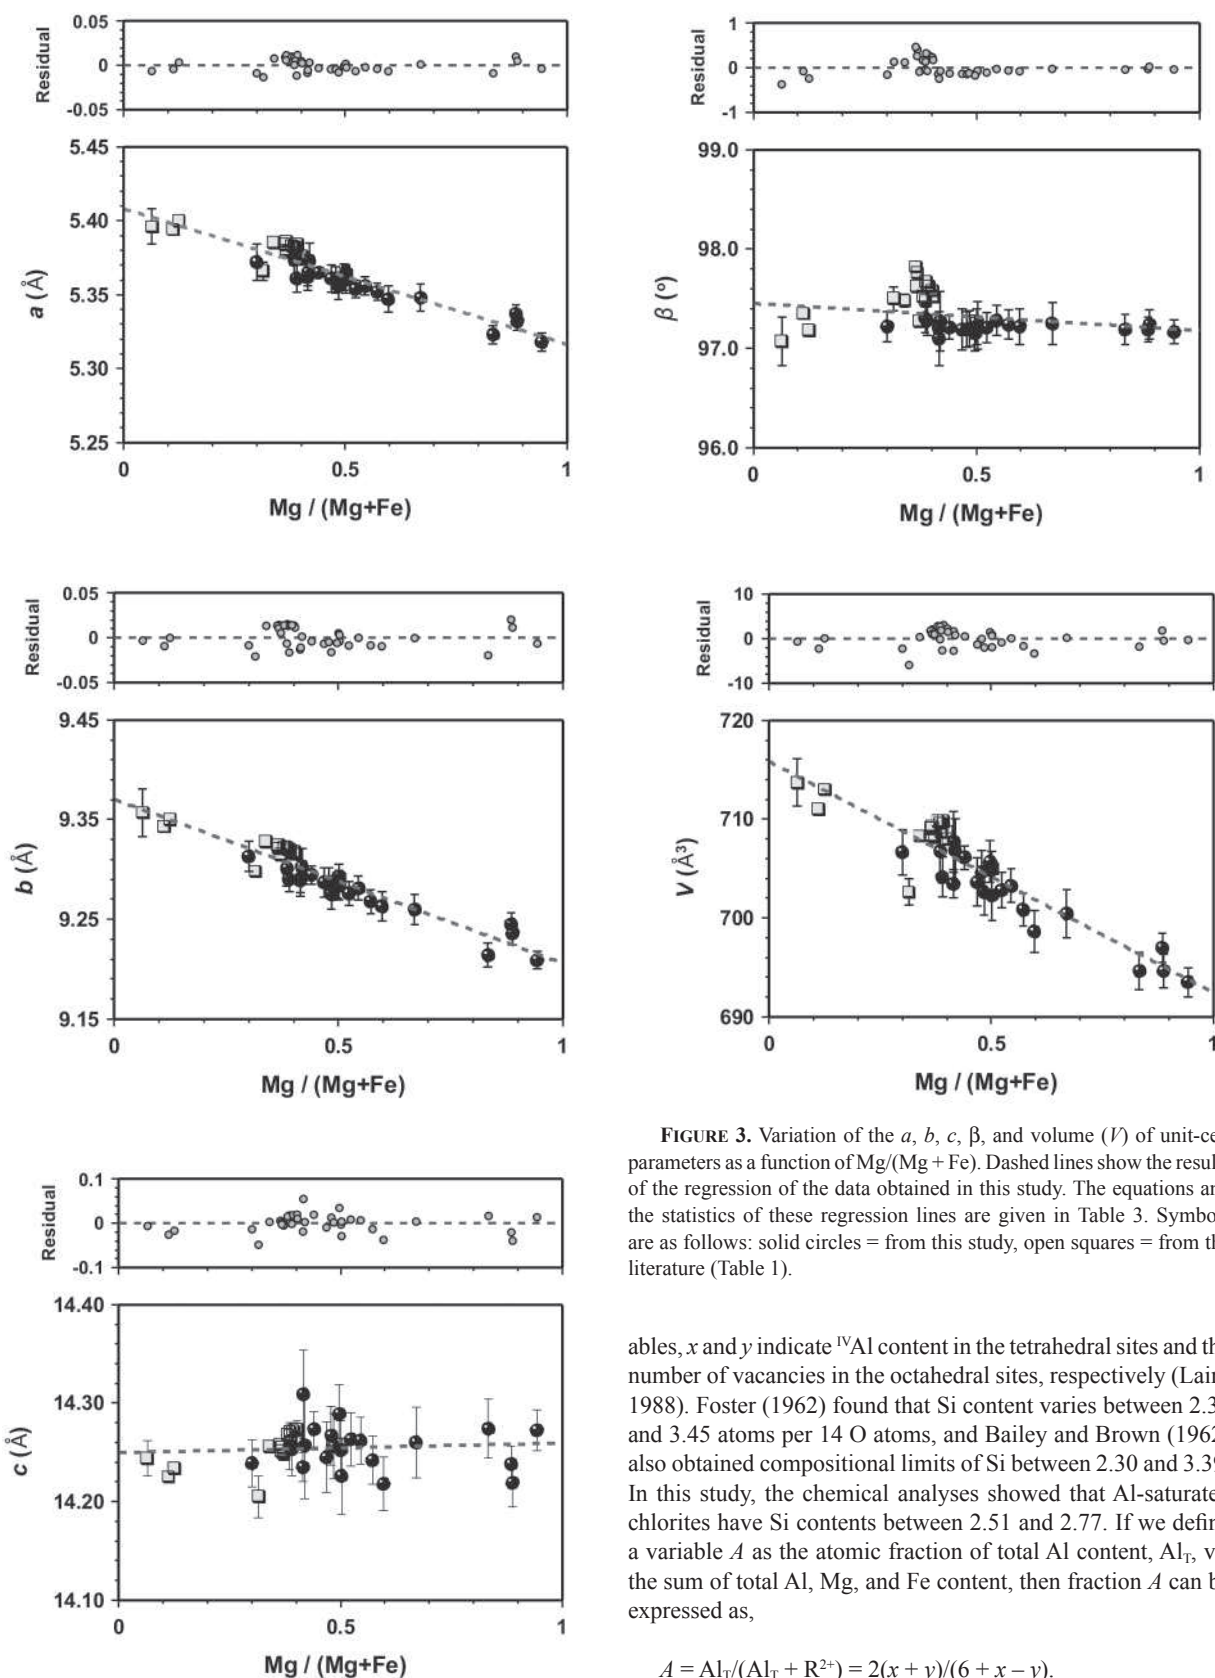 0.05
0
-0.05
Residual
5.45
5.40
5.35
5.30
5.25
a (Å)
0
0.5
1
Mg / (Mg+Fe)
0.05
0
-0.05
Residual
9.45
9.35
9.25
9.15
b (Å)
0
0.5
1
Mg / (Mg+Fe)
0.1
0
-0.1
Residual
14.40
14.30
14.20
14.10
c (Å)
0
0.5
1
Mg / (Mg+Fe)
1
0
-1
Residual
99.0
98.0
97.0
96.0
β (°)
0
0.5
1
Mg / (Mg+Fe)
10
0
-10
Residual
720
710
700
690
V (Å³)
0
0.5
1
Mg / (Mg+Fe)
FIGURE 3. Variation of the a, b, c, β, and volume (V) of unit-ce
parameters as a function of Mg/(Mg + Fe). Dashed lines show the resul
of the regression of the data obtained in this study. The equations an
the statistics of these regression lines are given in Table 3. Symbo
are as follows: solid circles = from this study, open squares = from th
literature (Table 1).
ables, x and y indicate ᴵⱽAl content in the tetrahedral sites and th
number of vacancies in the octahedral sites, respectively (Lair
1988). Foster (1962) found that Si content varies between 2.3
and 3.45 atoms per 14 O atoms, and Bailey and Brown (1962
also obtained compositional limits of Si between 2.30 and 3.39
In this study, the chemical analyses showed that Al-saturate
chlorites have Si contents between 2.51 and 2.77. If we defin
a variable A as the atomic fraction of total Al content, Al_T, v
the sum of total Al, Mg, and Fe content, then fraction A can b
expressed as,
A = Al_T/(Al_T + R²⁺) = 2(x + y)/(6 + x – y).